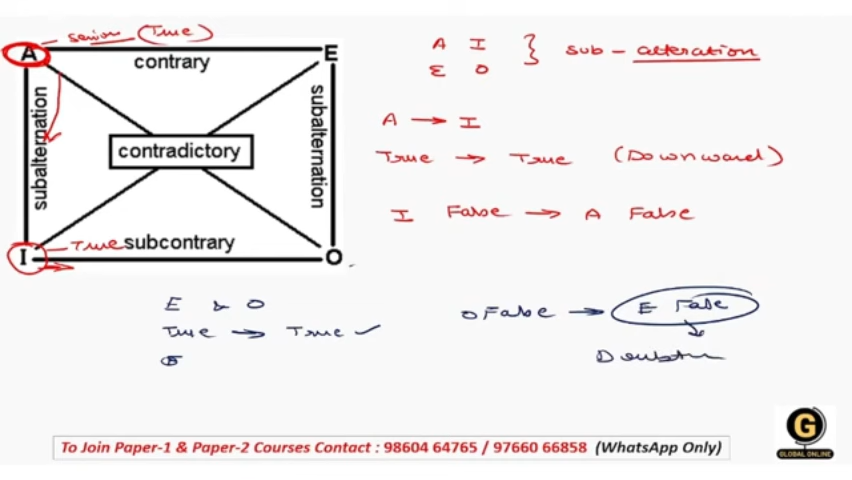 senior (True)
A
contrary
E
subalternation
subalternation
contradictory
I
True
subcontrary
O
A I } sub - alteration
E O
A → I
True → True (Downward)
I False → A False
E & O
True → True ✓
O False → E False
G
GLOBAL ONLINE
To Join Paper-1 & Paper-2 Courses Contact : 98604 64765 / 97660 66858 (WhatsApp Only)